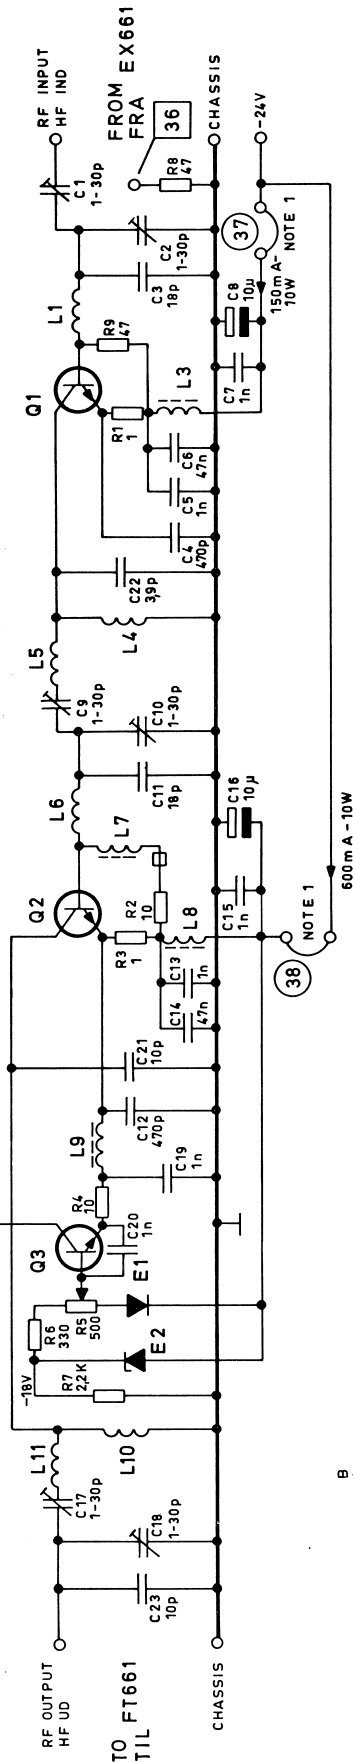 RF OUTPUT
HF UD
TO FT661
TIL
CHASSIS
C23
10p
C18
1-30p
C17
1-30p
L11
L10
-18V
R7
2,2K
R6
330
R5
500
E2
E1
Q3
C20
1n
R4
10
L9
C19
1n
C12
470p
C21
10p
C14
47n
C13
1n
L8
R3
1
R2
10
Q2
L7
L6
C15
1n
C16
10μ
38
NOTE 1
600mA-10W
C11
18p
C10
1-30p
C9
1-30p
L5
L4
C22
3,9p
C4
470p
C5
1n
C6
47n
L3
R1
1
Q1
R9
47
L1
C7
1n
C8
10μ
150mA-
10W
37
NOTE 1
C3
18p
C2
1-30p
C1
1-30p
R8
47
FROM EX661
FRA
36
RF INPUT
HF IND
CHASSIS
-24V
B